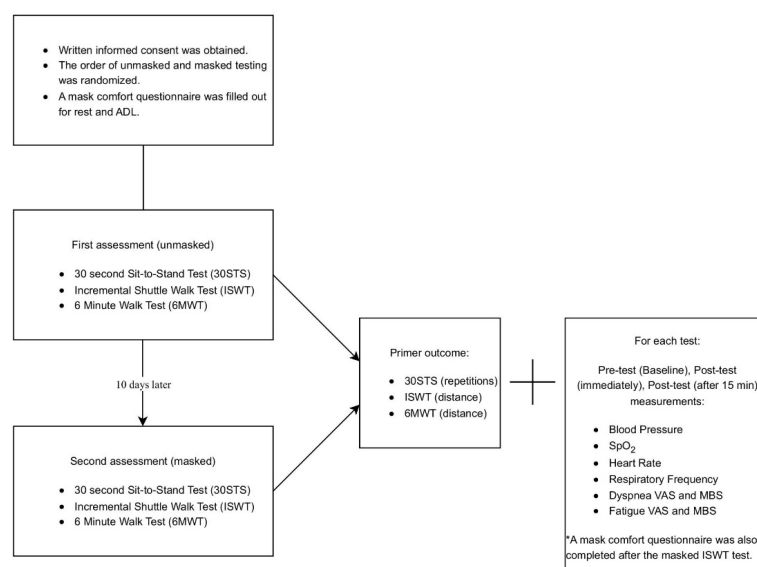 • Written informed consent was obtained.
• The order of unmasked and masked testing
was randomized.
• A mask comfort questionnaire was filled out
for rest and ADL.
First assessment (unmasked)
• 30 second Sit-to-Stand Test (30STS)
• Incremental Shuttle Walk Test (ISWT)
• 6 Minute Walk Test (6MWT)
10 days later
Second assessment (masked)
• 30 second Sit-to-Stand Test (30STS)
• Incremental Shuttle Walk Test (ISWT)
• 6 Minute Walk Test (6MWT)
Primer outcome:
• 30STS (repetitions)
• ISWT (distance)
• 6MWT (distance)
For each test:
Pre-test (Baseline), Post-test
(immediately), Post-test (after 15 min)
measurements:
• Blood Pressure
• SpO₂
• Heart Rate
• Respiratory Frequency
• Dyspnea VAS and MBS
• Fatigue VAS and MBS
*A mask comfort questionnaire was also
completed after the masked ISWT test.